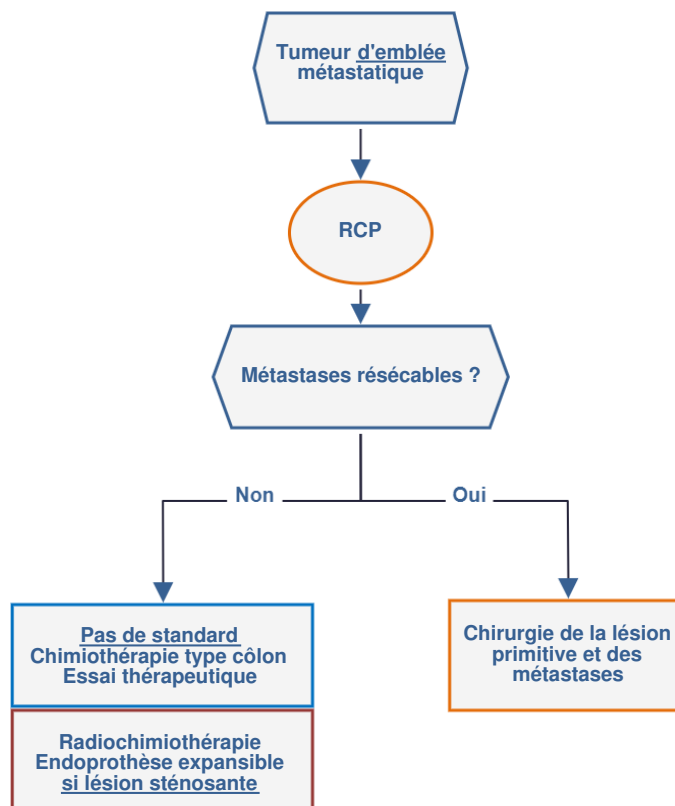 Tumeur d'emblée
métastatique
RCP
Métastases résécables ?
Non
Oui
Pas de standard
Chimiothérapie type côlon
Essai thérapeutique
Chirurgie de la lésion
primitive et des
métastases
Radiochimiothérapie
Endoprothèse expansible
si lésion sténosante